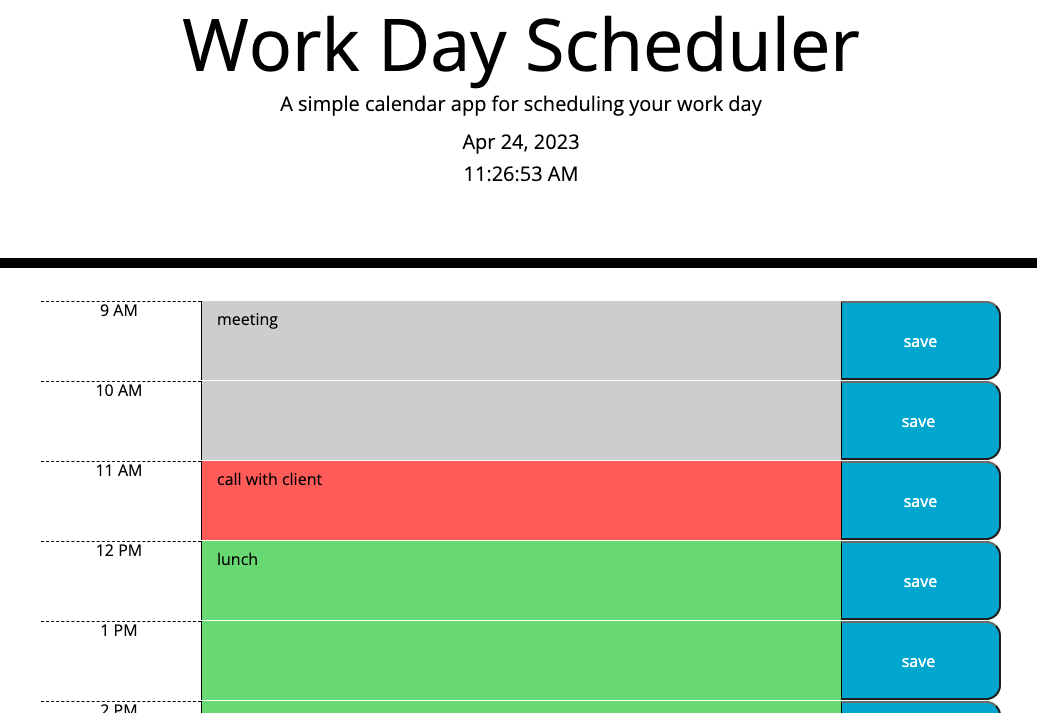 Work Day Scheduler
A simple calendar app for scheduling your work day
Apr 24, 2023
11:26:53 AM
9 AM
meeting
save
10 AM
save
11 AM
call with client
save
12 PM
lunch
save
1 PM
save
2 PM